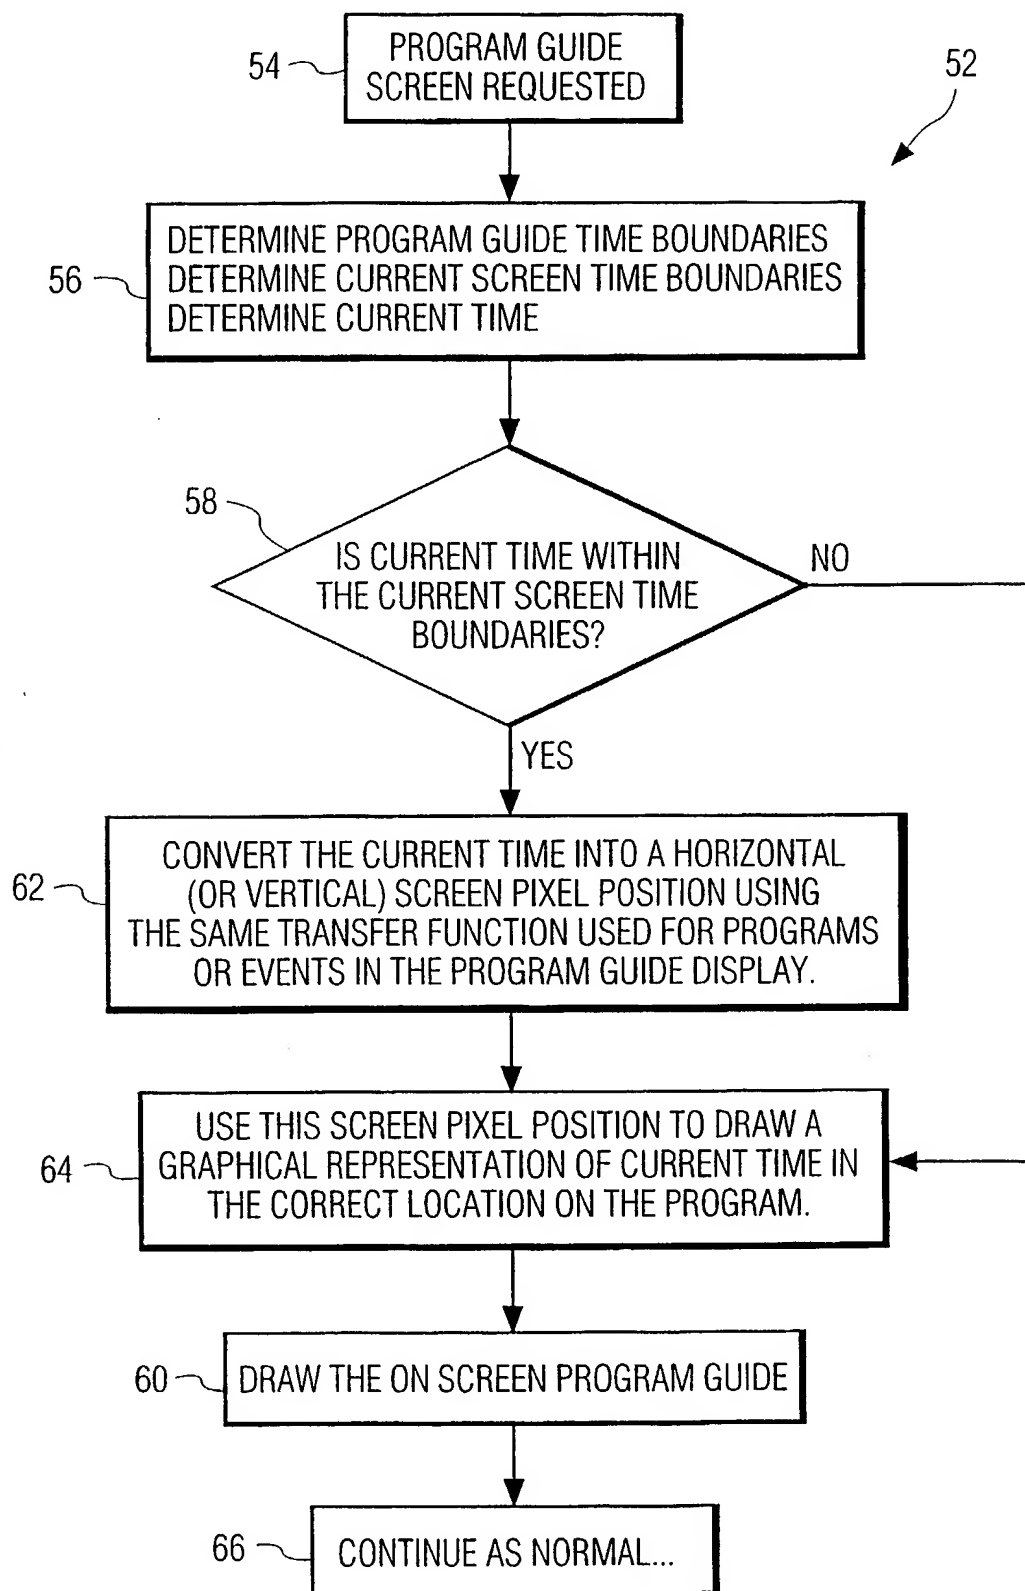 PROGRAM GUIDE
SCREEN REQUESTED
54
52
DETERMINE PROGRAM GUIDE TIME BOUNDARIES
DETERMINE CURRENT SCREEN TIME BOUNDARIES
DETERMINE CURRENT TIME
56
58
IS CURRENT TIME WITHIN
THE CURRENT SCREEN TIME
BOUNDARIES?
NO
YES
CONVERT THE CURRENT TIME INTO A HORIZONTAL
(OR VERTICAL) SCREEN PIXEL POSITION USING
THE SAME TRANSFER FUNCTION USED FOR PROGRAMS
OR EVENTS IN THE PROGRAM GUIDE DISPLAY.
62
USE THIS SCREEN PIXEL POSITION TO DRAW A
GRAPHICAL REPRESENTATION OF CURRENT TIME IN
THE CORRECT LOCATION ON THE PROGRAM.
64
60
DRAW THE ON SCREEN PROGRAM GUIDE
66
CONTINUE AS NORMAL...